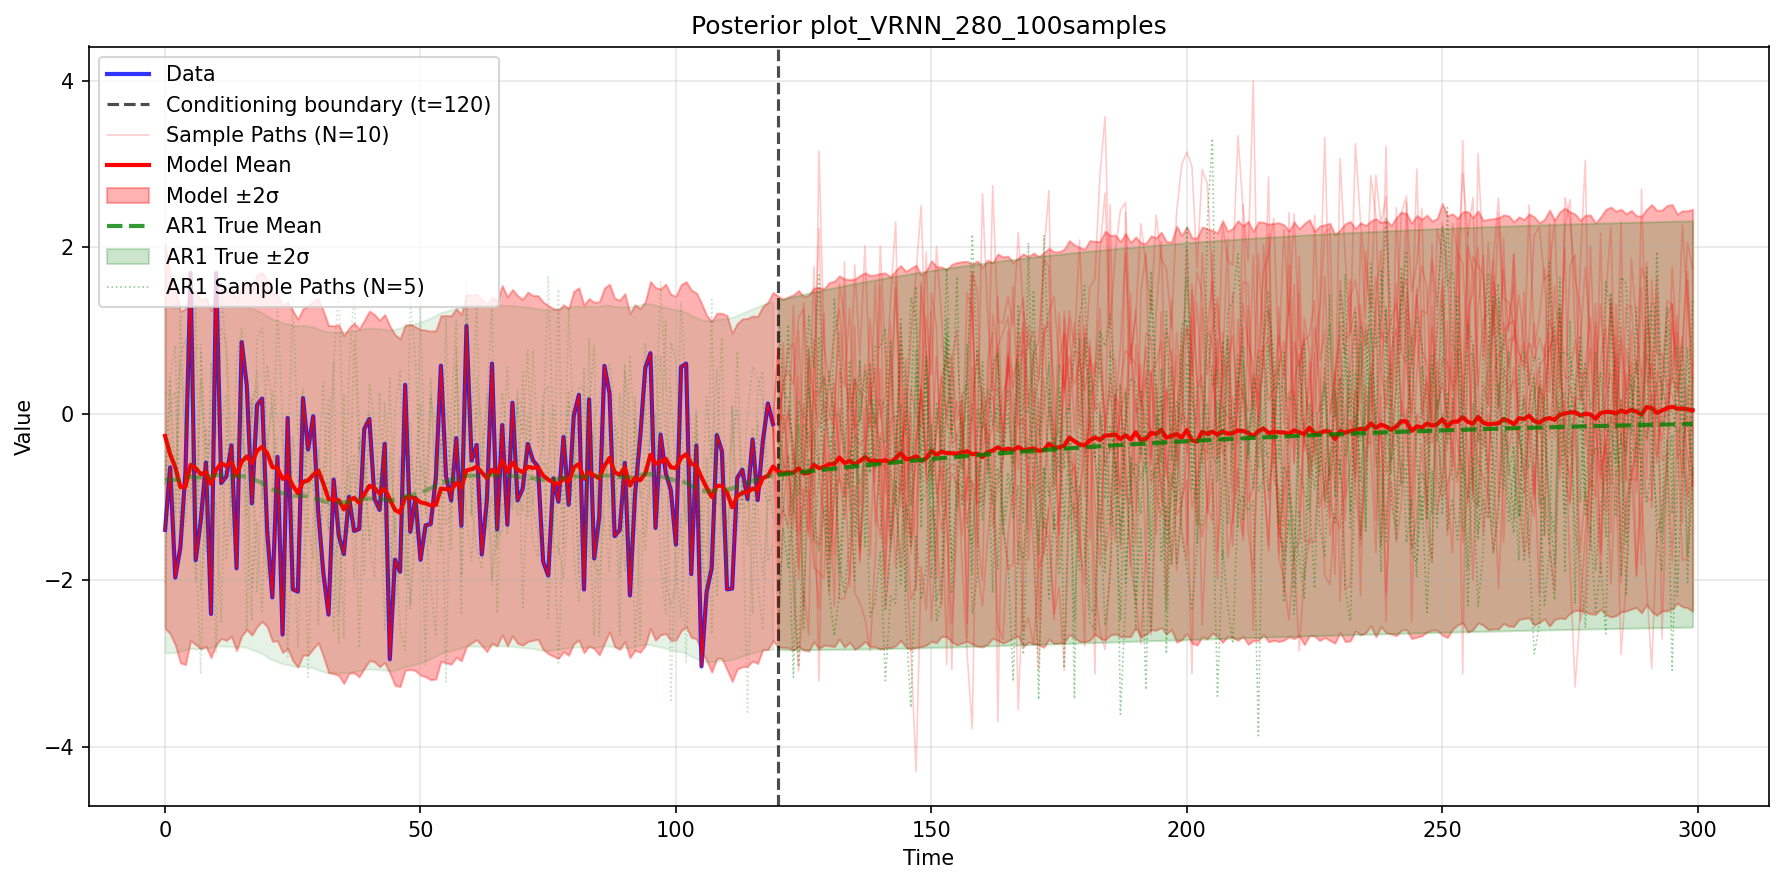 Posterior plot_VRNN_280_100samples
Data
Conditioning boundary (t=120)
Sample Paths (N=10)
Model Mean
Model ±2σ
AR1 True Mean
AR1 True ±2σ
AR1 Sample Paths (N=5)
Value
4
2
0
−2
−4
0
50
100
150
200
250
300
Time